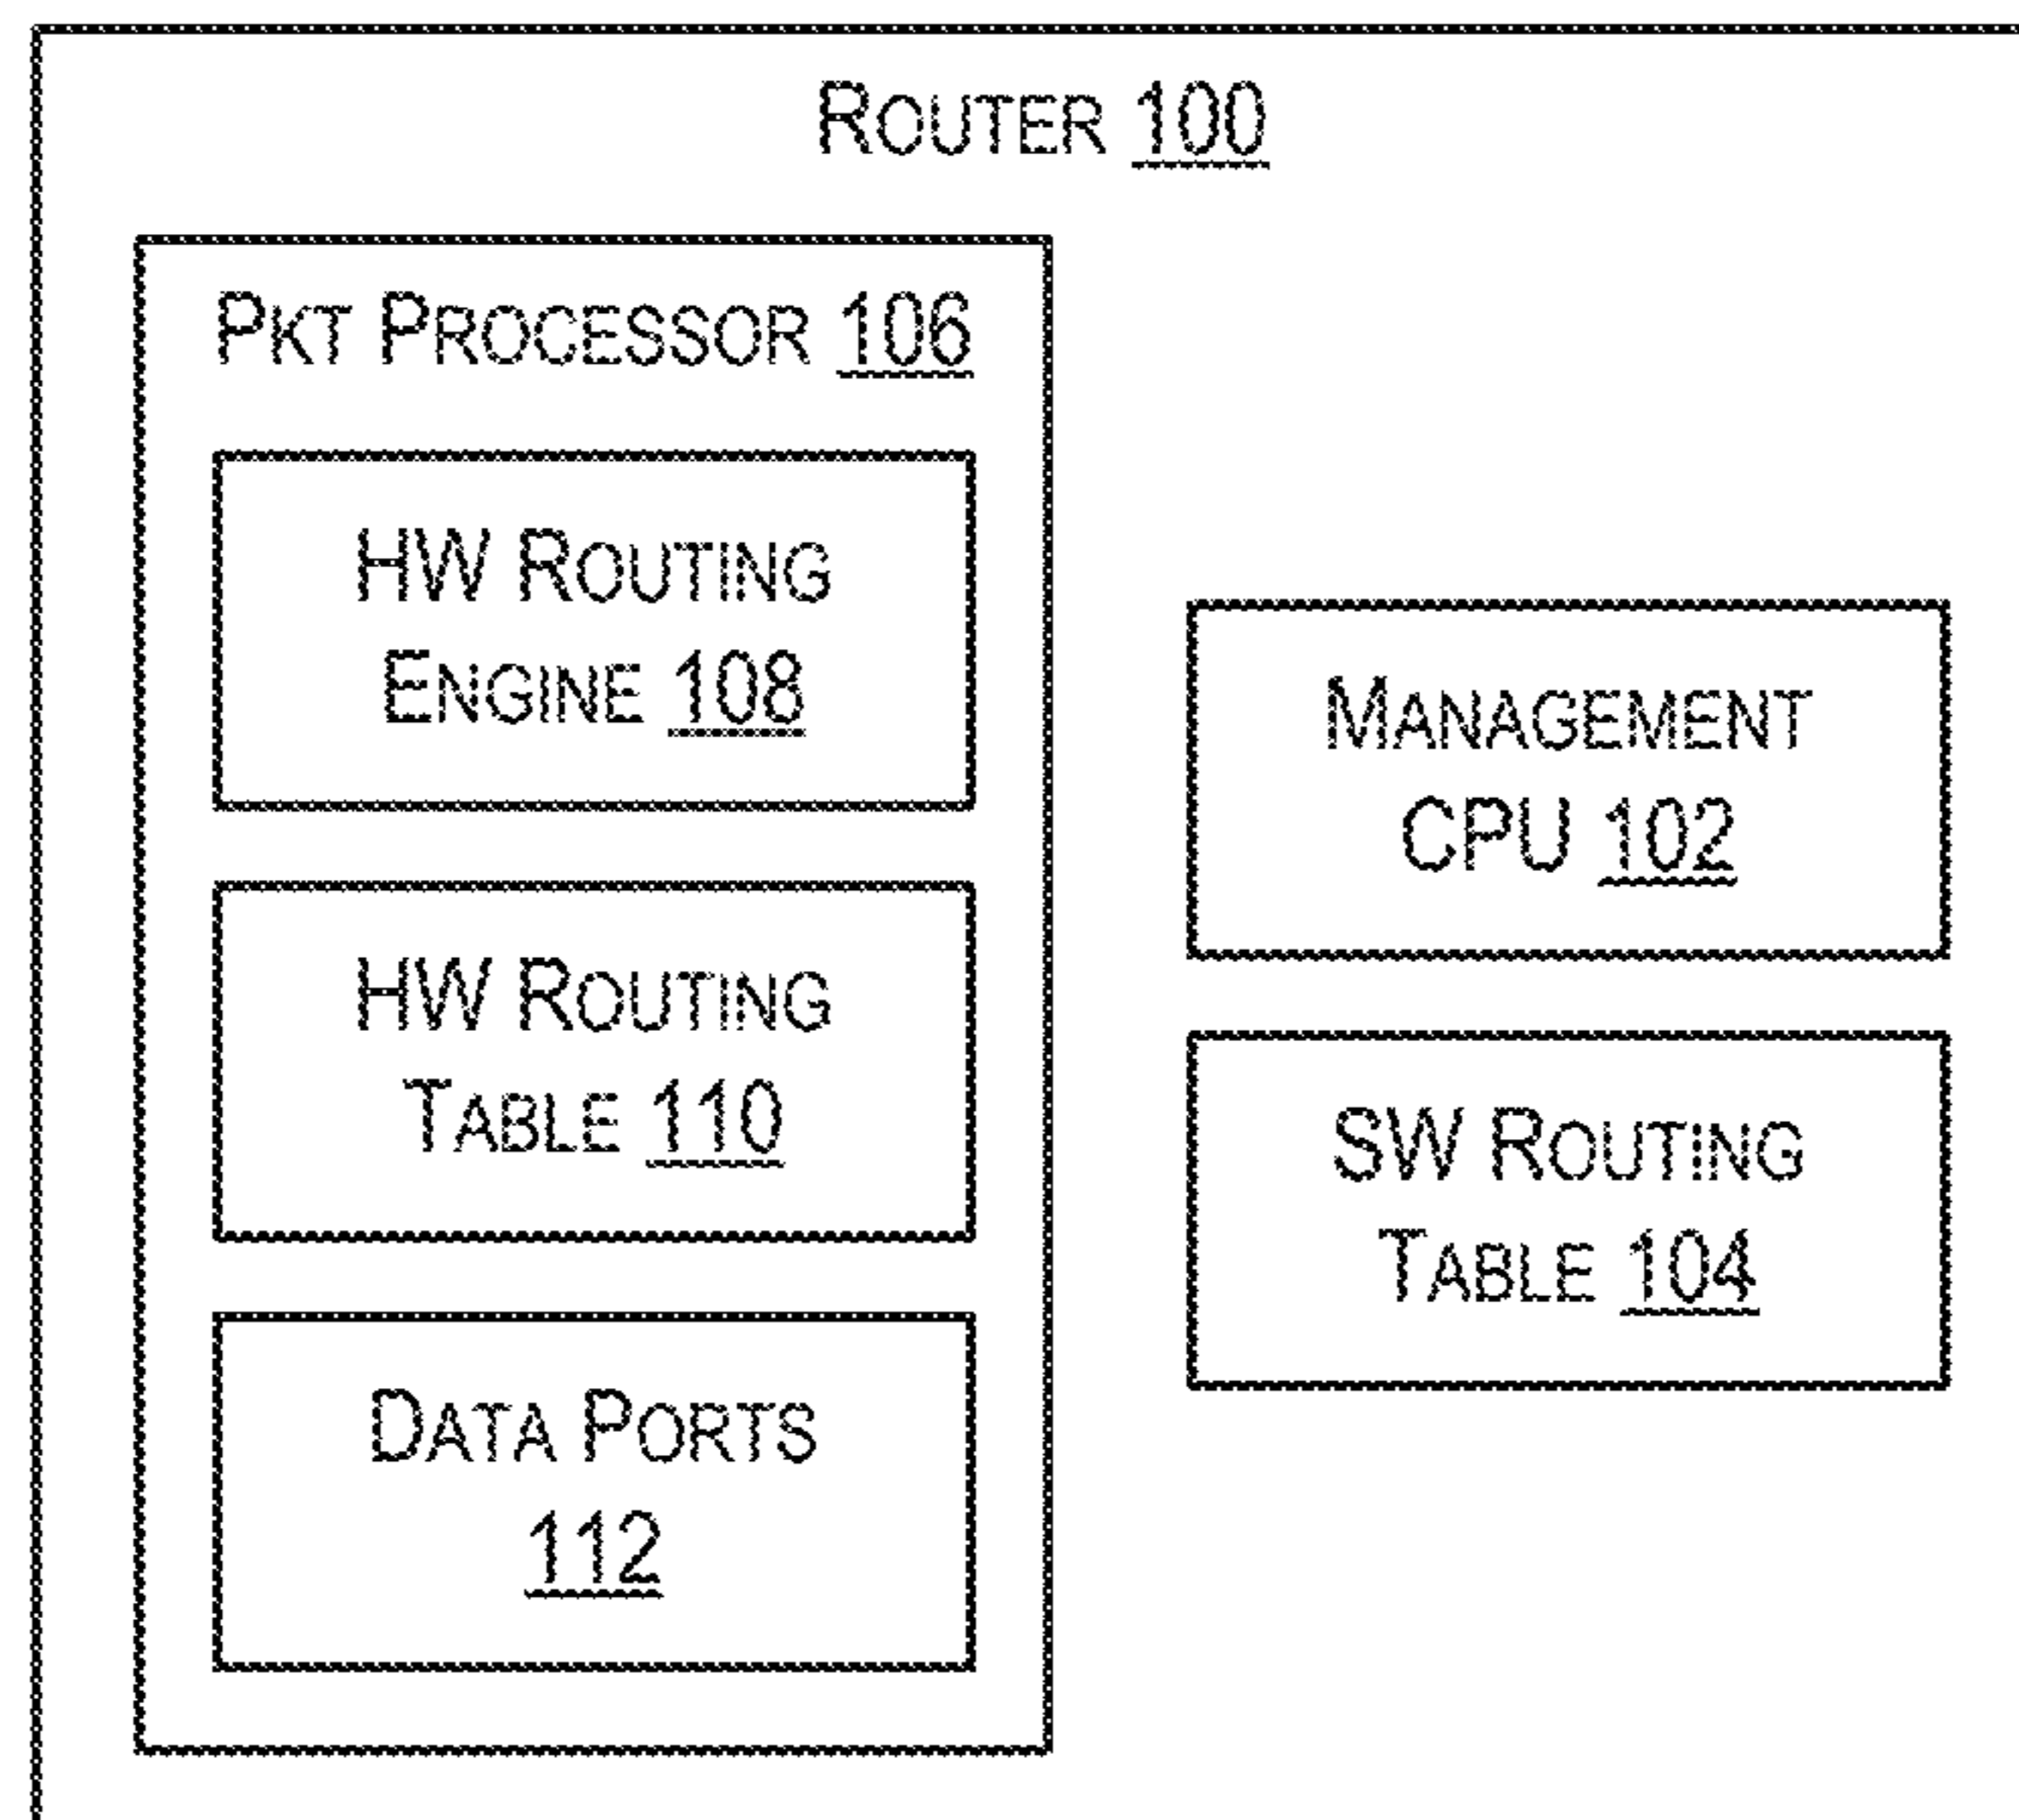 ROUTER 100
PKT PROCESSOR 106
HW ROUTING
ENGINE 108
HW ROUTING
TABLE 110
DATA PORTS
112
MANAGEMENT
CPU 102
SW ROUTING
TABLE 104